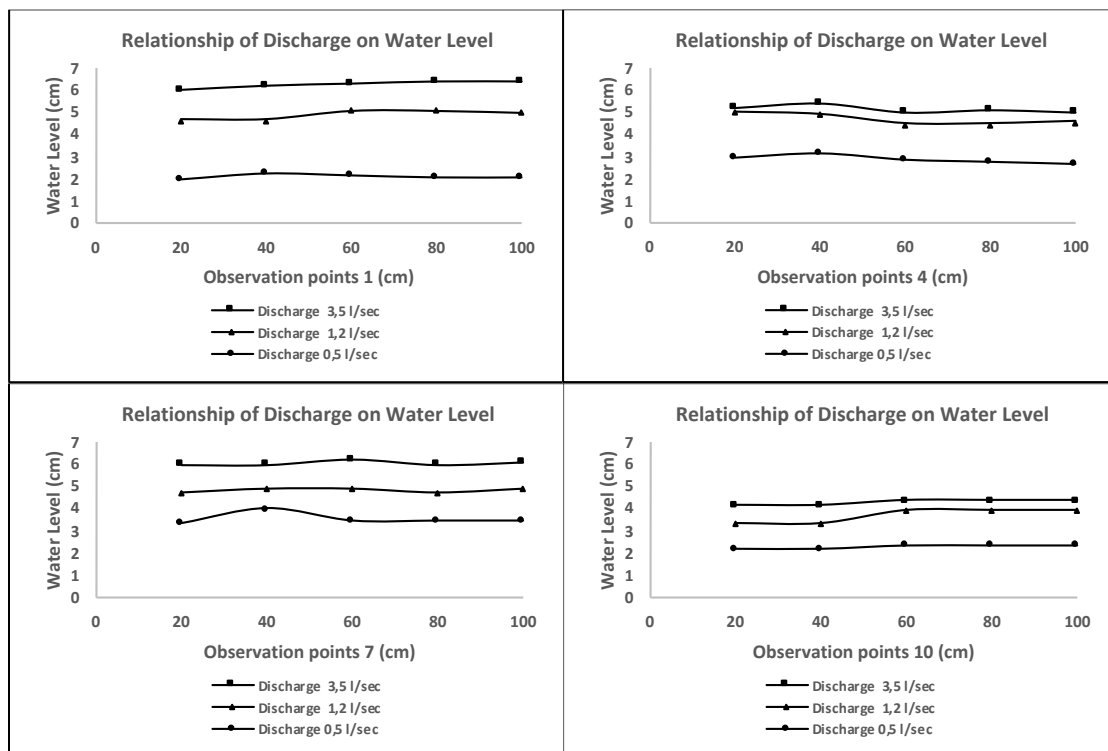 Relationship of Discharge on Water Level
Water Level (cm)
7
6
5
4
3
2
1
0
0 20 40 60 80 100
Observation points 1 (cm)
Discharge 3,5 l/sec
Discharge 1,2 l/sec
Discharge 0,5 l/sec
Relationship of Discharge on Water Level
Water Level (cm)
7
6
5
4
3
2
1
0
0 20 40 60 80 100
Observation points 4 (cm)
Discharge 3,5 l/sec
Discharge 1,2 l/sec
Discharge 0,5 l/sec
Relationship of Discharge on Water Level
Water Level (cm)
7
6
5
4
3
2
1
0
0 20 40 60 80 100
Observation points 7 (cm)
Discharge 3,5 l/sec
Discharge 1,2 l/sec
Discharge 0,5 l/sec
Relationship of Discharge on Water Level
Water Level (cm)
7
6
5
4
3
2
1
0
0 20 40 60 80 100
Observation points 10 (cm)
Discharge 3,5 l/sec
Discharge 1,2 l/sec
Discharge 0,5 l/sec